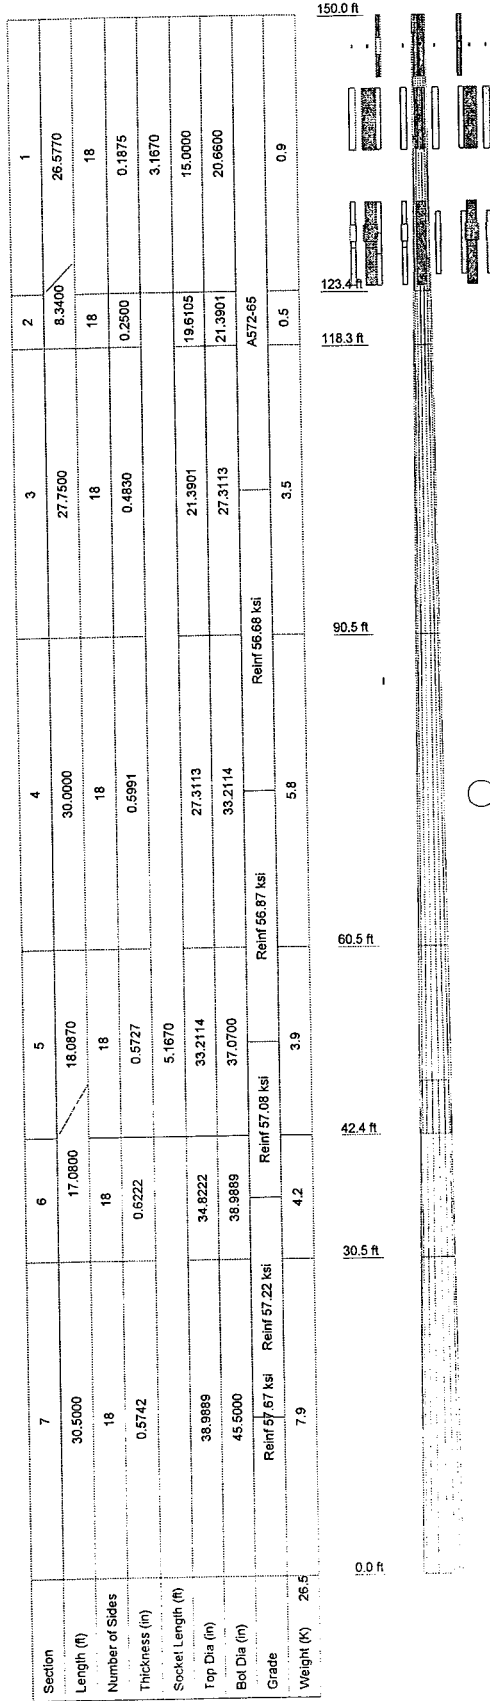 Section 7 6 5 4 3 2 1
Length (ft) 30.5000 17.0800 18.0870 30.0000 27.7500 8.3400 26.5770
Number of Sides 18 18 18 18 18 18 18
Thickness (in) 0.5742 0.6222 0.5727 0.5991 0.4830 0.2500 0.1875
Socket Length (ft) 5.1670 3.1670
Top Dia (in) 38.9889 34.8222 33.2114 27.3113 21.3901 19.6105 15.0000
Bot Dia (in) 45.5000 38.9889 37.0700 33.2114 27.3113 21.3901 20.6600
Grade Reinf 57.67 ksi Reinf 57.22 ksi Reinf 57.08 ksi Reinf 56.87 ksi Reinf 56.68 ksi A572-65
Weight (K) 26.5 7.9 4.2 3.9 5.8 3.5 0.5 0.9
0.0 ft 30.5 ft 42.4 ft 60.5 ft 90.5 ft 118.3 ft 123.4 ft 150.0 ft